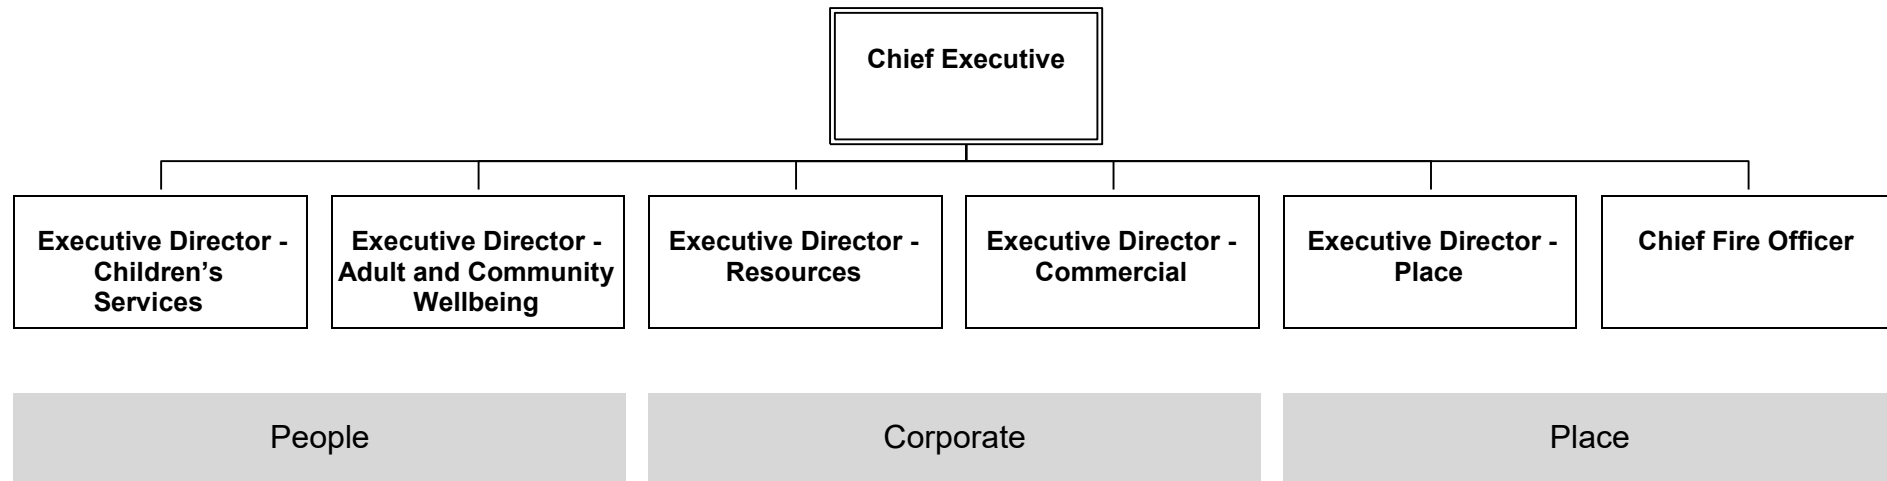 Chief Executive
Executive Director -
Children’s
Services
Executive Director -
Adult and Community
Wellbeing
Executive Director -
Resources
Executive Director -
Commercial
Executive Director -
Place
Chief Fire Officer
People
Corporate
Place